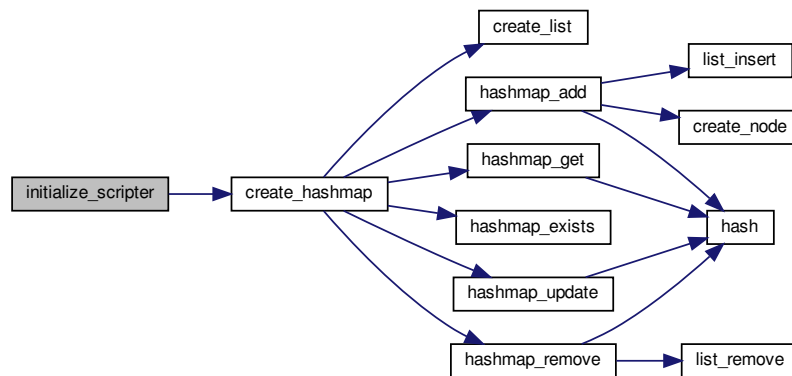 initialize_scripter
create_hashmap
create_list
hashmap_add
hashmap_get
hashmap_exists
hashmap_update
hashmap_remove
list_insert
create_node
hash
list_remove